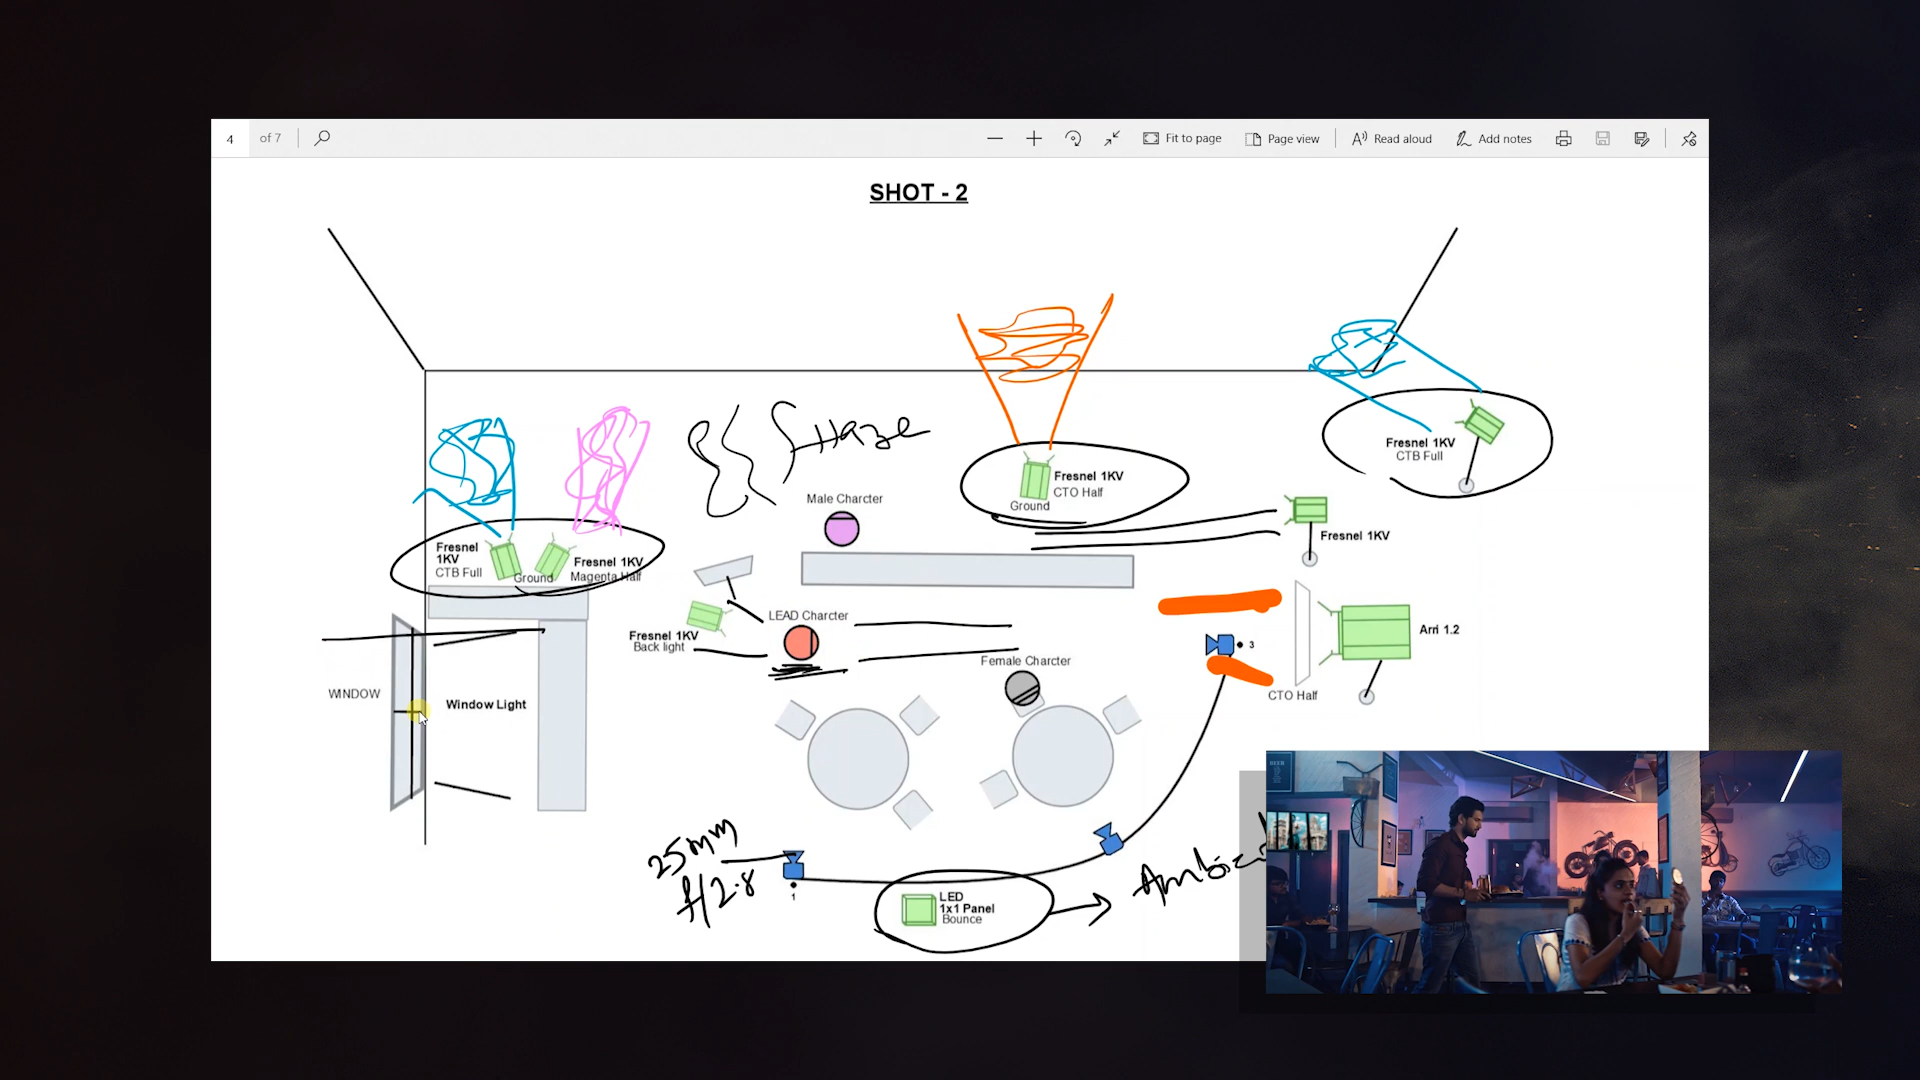 4 of 7 Fit to page Page view Read aloud Add notes
SHOT - 2
Haze
Fresnel 1KV
CTB Full
Fresnel 1KV
CTO Half
Ground
Male Charcter
Fresnel 1KV
Fresnel
1KV
CTB Full
Ground
Fresnel 1KV
Magenta Half
LEAD Charcter
Fresnel 1KV
Back light
Arri 1.2
3
Female Charcter
WINDOW
Window Light
CTO Half
25mm
f/2.8
1
LED
1x1 Panel
Bounce